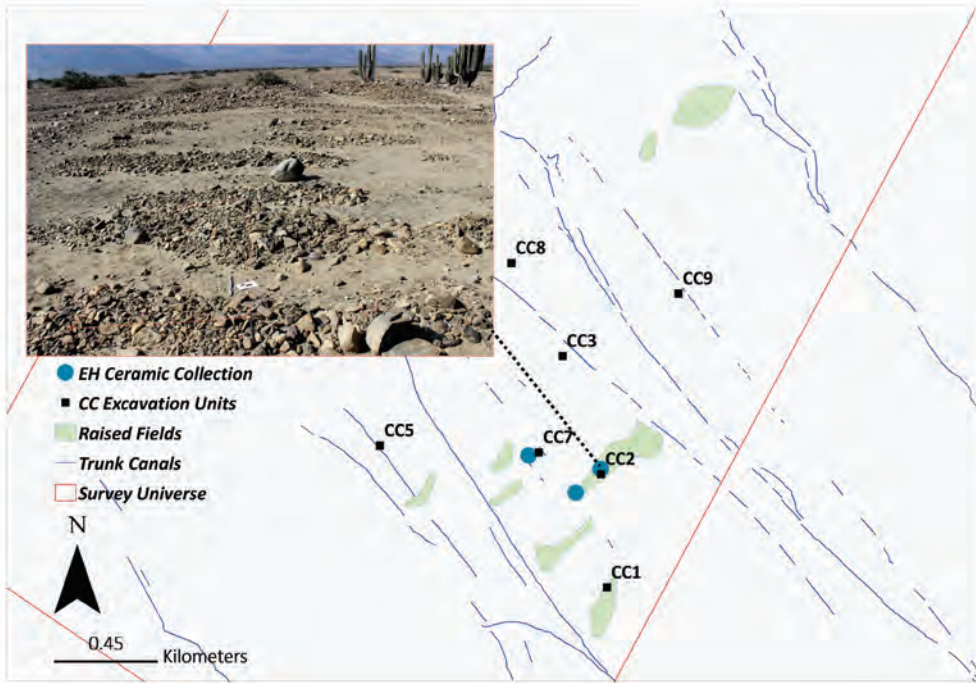 CC8
CC9
CC3
EH Ceramic Collection
CC Excavation Units
Raised Fields
Trunk Canals
Survey Universe
CC5
CC7
CC2
CC1
N
0.45
Kilometers